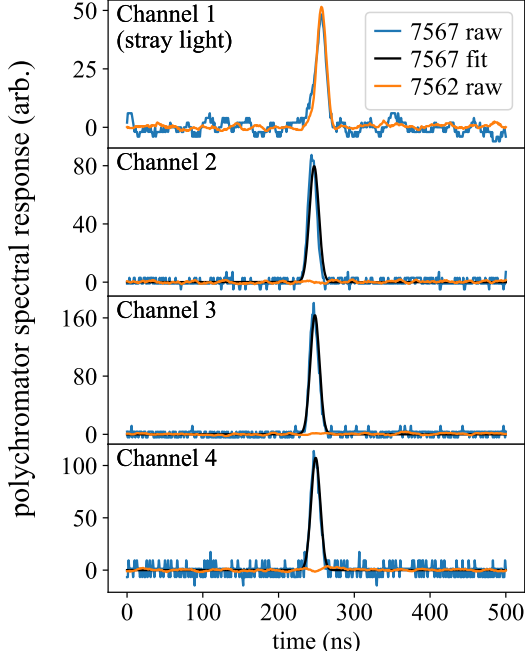 polychromator spectral response (arb.)
Channel 1
(stray light)
7567 raw
7567 fit
7562 raw
50
25
0
Channel 2
80
40
0
Channel 3
160
80
0
Channel 4
100
50
0
0 100 200 300 400 500
time (ns)